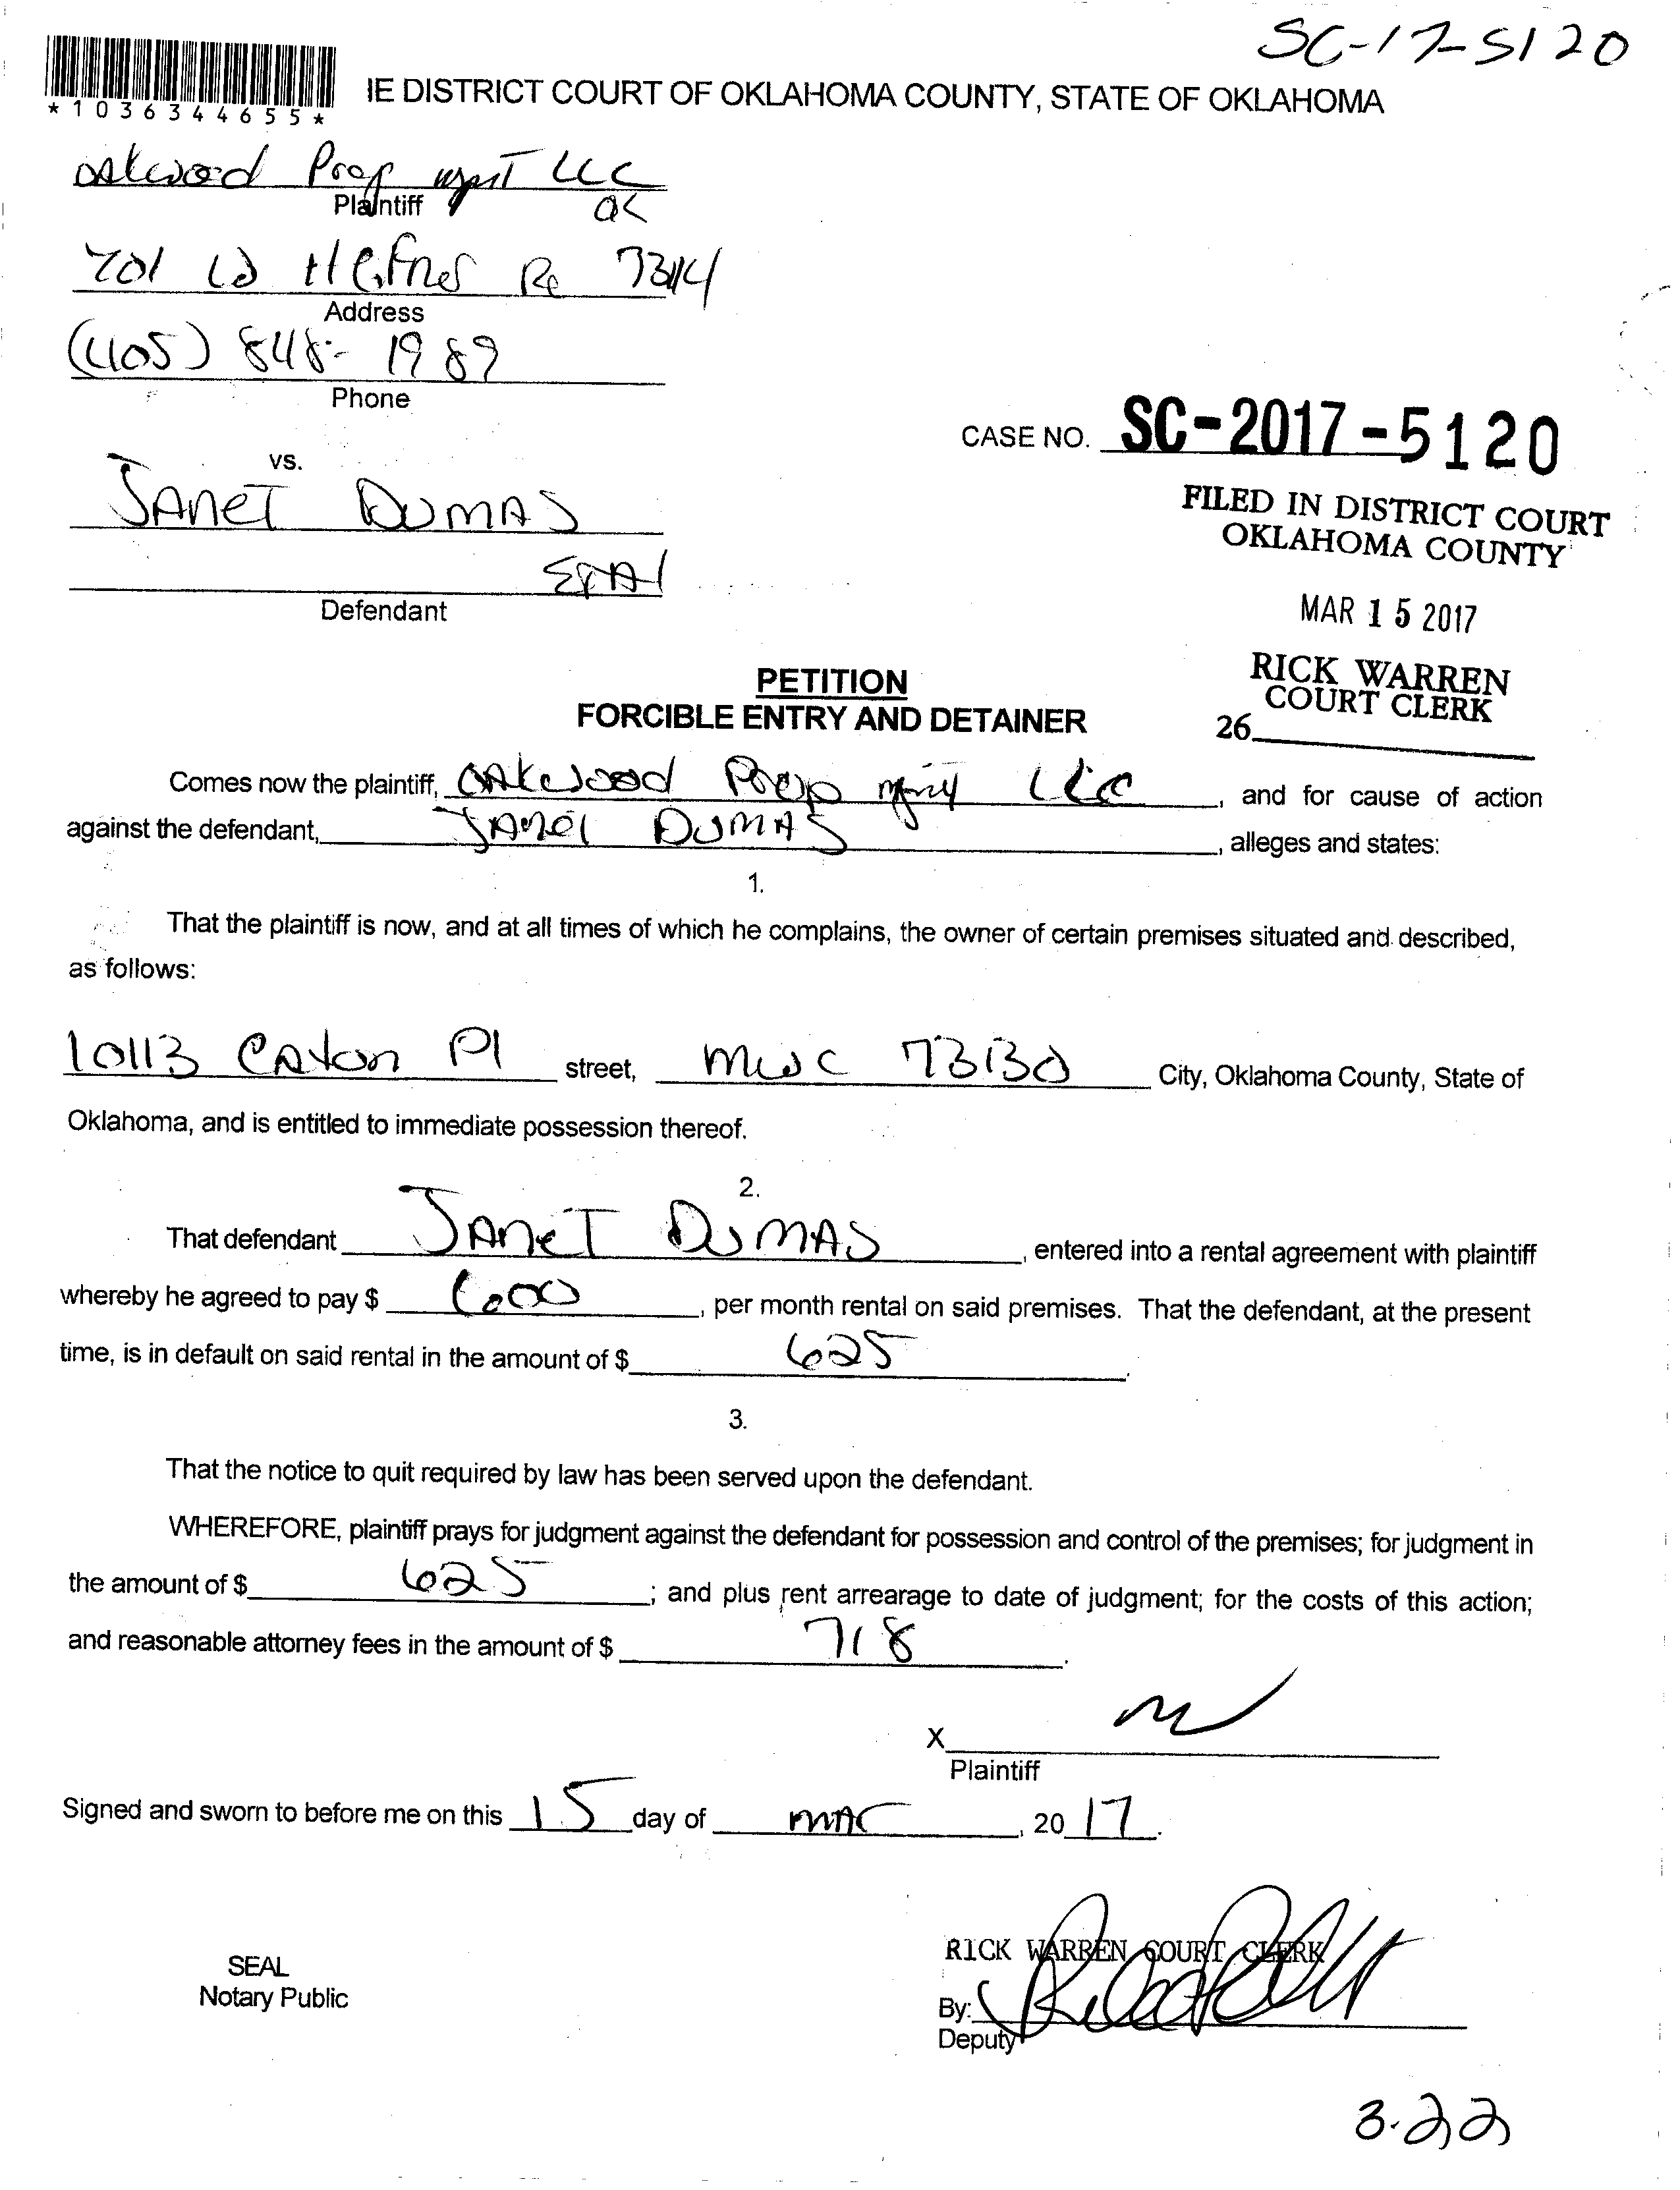 SC-17-5120
*1036344655*
IE DISTRICT COURT OF OKLAHOMA COUNTY, STATE OF OKLAHOMA
Oakwood Prop mgmt LLC
Plaintiff
701 W Hefner Rd 73114
Address
(405) 848-1989
Phone
CASE NO. SC-2017-5120
vs.
JANET DUMAS
FILED IN DISTRICT COURT
OKLAHOMA COUNTY
Et Al
Defendant
MAR 15 2017
RICK WARREN
COURT CLERK
26
PETITION
FORCIBLE ENTRY AND DETAINER
Comes now the plaintiff, Oakwood Prop mgmt LLC, and for cause of action
against the defendant, JANET DUMAS, alleges and states:
1.
That the plaintiff is now, and at all times of which he complains, the owner of certain premises situated and described,
as follows:
10113 Caton Pl street, MWC 73130 City, Oklahoma County, State of
Oklahoma, and is entitled to immediate possession thereof.
2.
That defendant JANET DUMAS, entered into a rental agreement with plaintiff
whereby he agreed to pay $ 600, per month rental on said premises. That the defendant, at the present
time, is in default on said rental in the amount of $ 625.
3.
That the notice to quit required by law has been served upon the defendant.
WHEREFORE, plaintiff prays for judgment against the defendant for possession and control of the premises; for judgment in
the amount of $ 625; and plus rent arrearage to date of judgment; for the costs of this action;
and reasonable attorney fees in the amount of $ 718.
X
Plaintiff
Signed and sworn to before me on this 15 day of MAR, 2017.
RICK WARREN COURT CLERK
SEAL
Notary Public
By:
Deputy
3.22